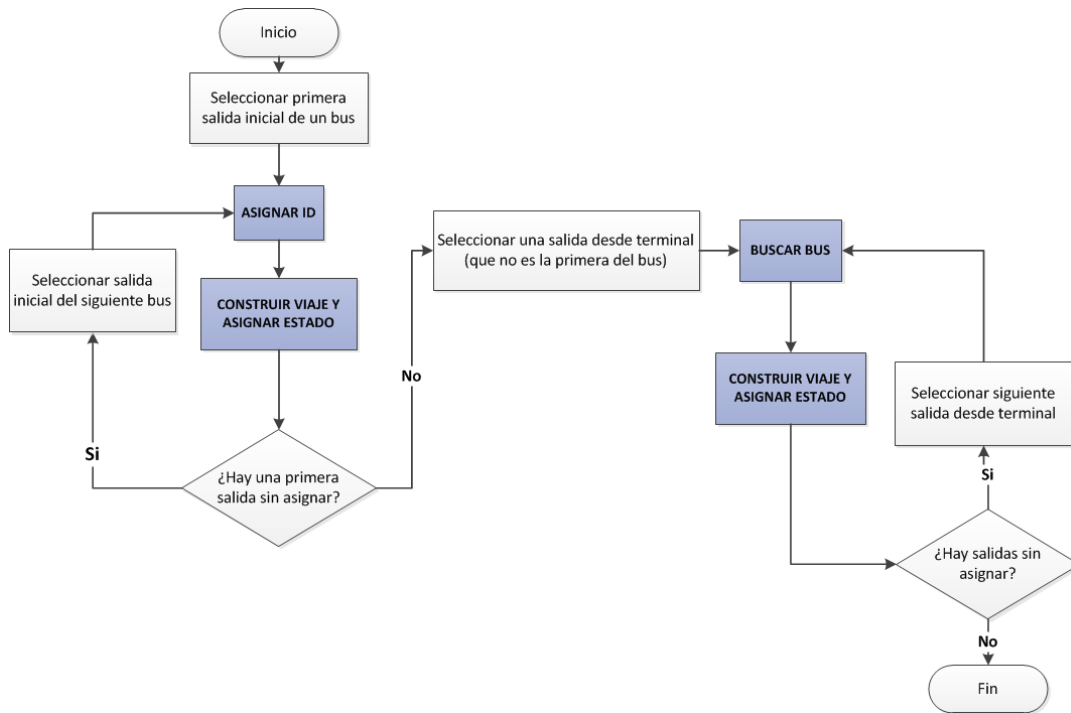 Inicio
Seleccionar primera
salida inicial de un bus
ASIGNAR ID
Seleccionar salida
inicial del siguiente bus
CONSTRUIR VIAJE Y
ASIGNAR ESTADO
Si
¿Hay una primera
salida sin asignar?
No
Seleccionar una salida desde terminal
(que no es la primera del bus)
BUSCAR BUS
CONSTRUIR VIAJE Y
ASIGNAR ESTADO
Seleccionar siguiente
salida desde terminal
Si
¿Hay salidas sin
asignar?
No
Fin